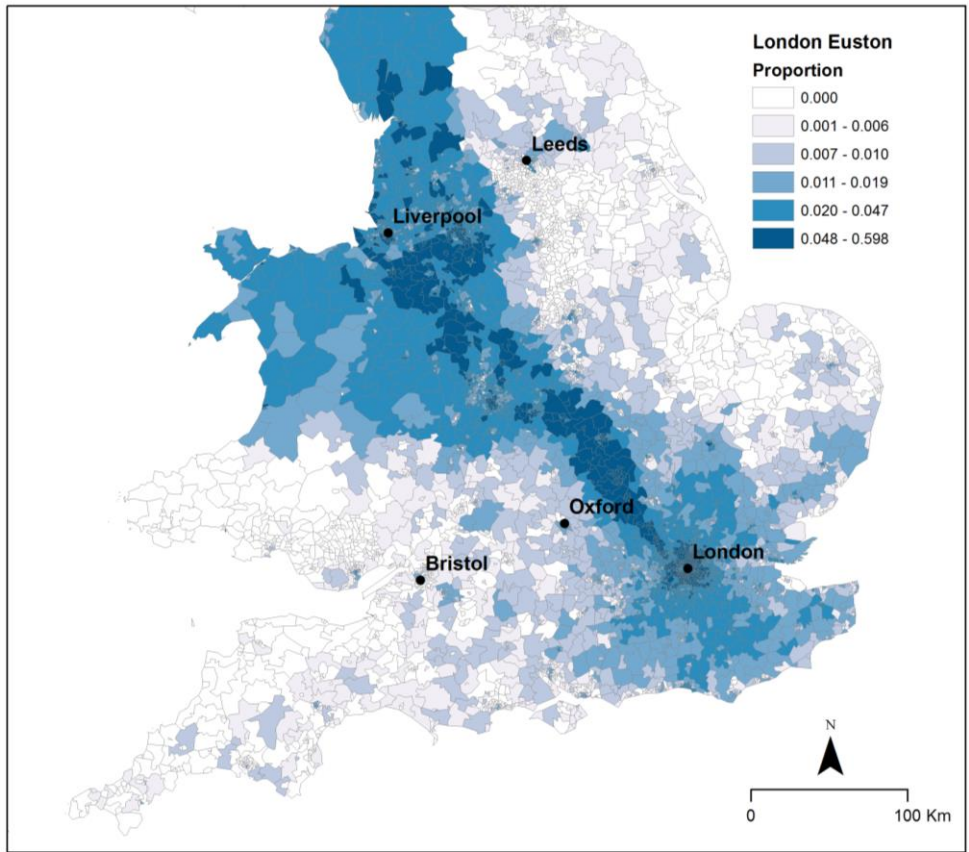 London Euston
Proportion
0.000
0.001 - 0.006
0.007 - 0.010
0.011 - 0.019
0.020 - 0.047
0.048 - 0.598
Leeds
Liverpool
Oxford
London
Bristol
N
0 100 Km